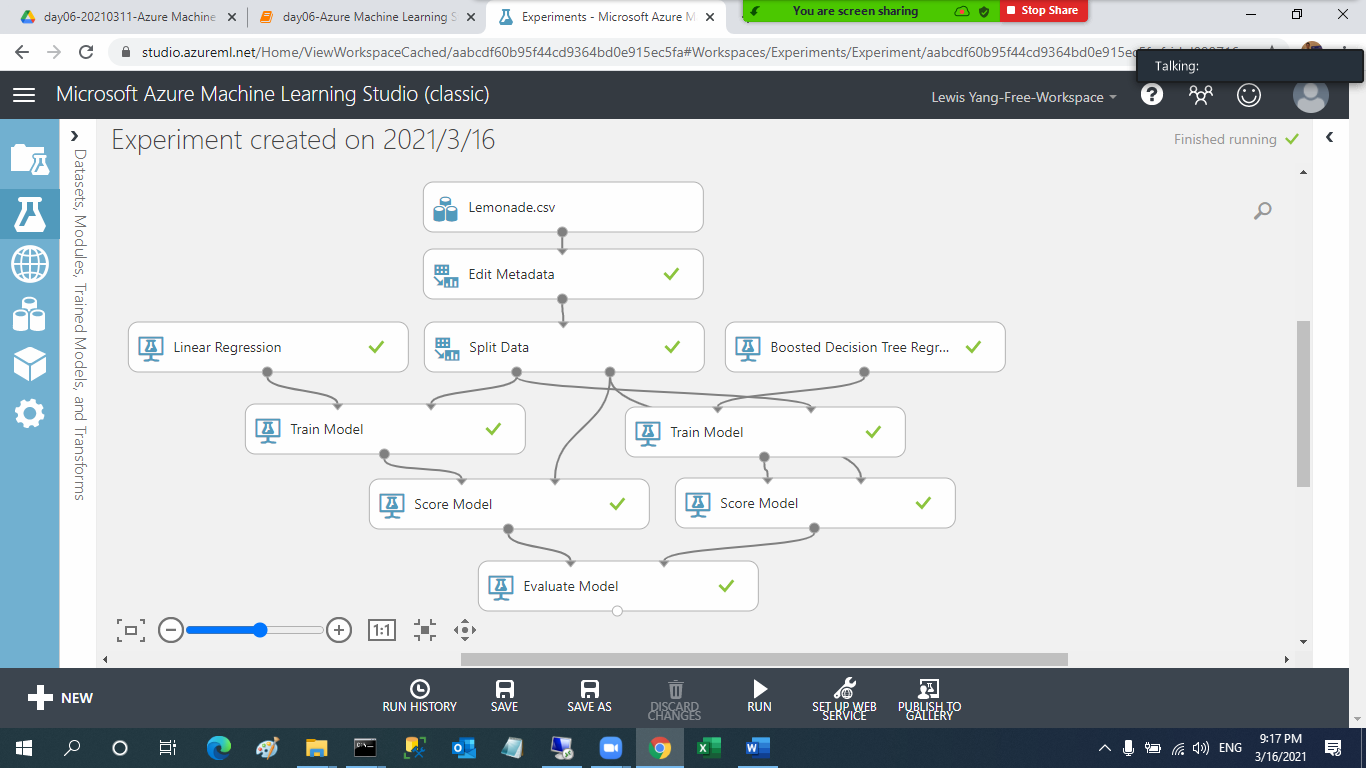 day06-20210311-Azure Machine
day06-Azure Machine Learning S
Experiments - Microsoft Azure M
You are screen sharing
Stop Share
studio.azureml.net/Home/ViewWorkspaceCached/aabcdf60b95f44cd9364bd0e915ec5fa#Workspaces/Experiments/Experiment/aabcdf60b95f44cd9364bd0e915ec5
Talking:
Microsoft Azure Machine Learning Studio (classic)
Lewis Yang-Free-Workspace
Datasets, Modules, Trained Models, and Transforms
Experiment created on 2021/3/16
Finished running
Lemonade.csv
Edit Metadata
Linear Regression
Split Data
Boosted Decision Tree Regr...
Train Model
Train Model
Score Model
Score Model
Evaluate Model
1:1
NEW
RUN HISTORY
SAVE
SAVE AS
DISCARD
CHANGES
RUN
SET UP WEB
SERVICE
PUBLISH TO
GALLERY
ENG
9:17 PM
3/16/2021